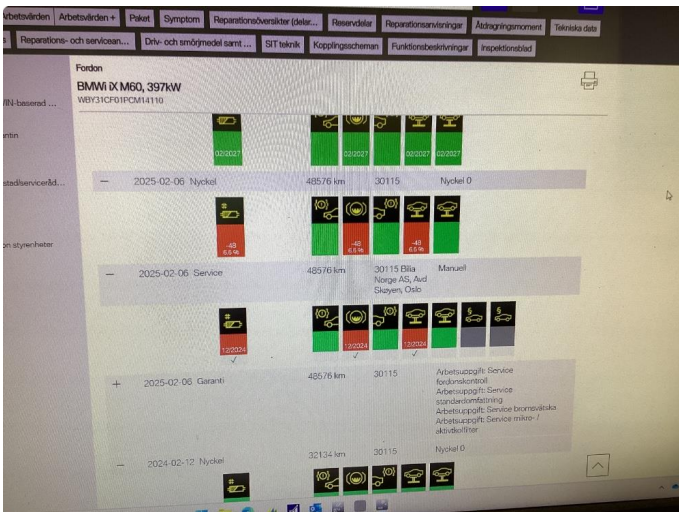 Arbetsvärden
Arbetsvärden +
Paket
Symptom
Reparationsöversikter (delar...
Reservdelar
Reparationsanvisningar
Åtdragningsmoment
Tekniska data
s
Reparations- och servicean...
Driv- och smörjmedel samt ...
SIT teknik
Kopplingsscheman
Funktionsbeskrivningar
Inspektionsblad
Fordon
BMW i iX M60, 397kW
WBY31CF01PCM14110
VIN-baserad ...
antin
stad/serviceråd...
on styrenheter
02/2027 02/2027 02/2027 02/2027
— 2025-02-06 Nyckel 48576 km 30115 Nyckel 0
-48 -48 -48
6.6 % 6.6 % 6.6 %
— 2025-02-06 Service 48576 km 30115 Bilia Manuell
Norge AS, Avd
Skøyen, Oslo
12/2024 12/2024 12/2024
+ 2025-02-06 Garanti 48576 km 30115 Arbetsuppgift: Service
fordonskontroll
Arbetsuppgift: Service
standardomfattning
Arbetsuppgift: Service bromsvätska
Arbetsuppgift: Service mikro- /
aktivkolfilter
— 2024-02-12 Nyckel 32134 km 30115 Nyckel 0